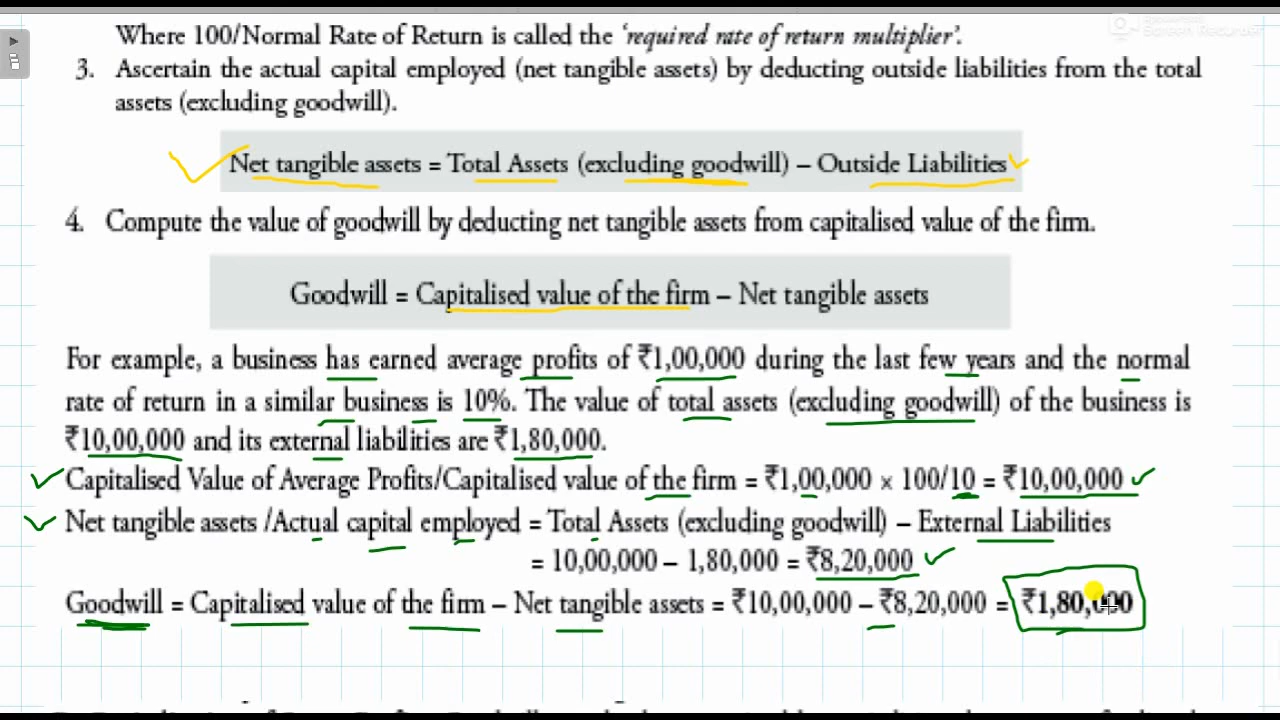 Where 100/Normal Rate of Return is called the ‘required rate of return multiplier’.
Screen Recorder
3. Ascertain the actual capital employed (net tangible assets) by deducting outside liabilities from the total
assets (excluding goodwill).
Net tangible assets = Total Assets (excluding goodwill) – Outside Liabilities
4. Compute the value of goodwill by deducting net tangible assets from capitalised value of the firm.
Goodwill = Capitalised value of the firm – Net tangible assets
For example, a business has earned average profits of ₹1,00,000 during the last few years and the normal
rate of return in a similar business is 10%. The value of total assets (excluding goodwill) of the business is
₹10,00,000 and its external liabilities are ₹1,80,000.
Capitalised Value of Average Profits/Capitalised value of the firm = ₹1,00,000 × 100/10 = ₹10,00,000
Net tangible assets /Actual capital employed = Total Assets (excluding goodwill) – External Liabilities
= 10,00,000 – 1,80,000 = ₹8,20,000
Goodwill = Capitalised value of the firm – Net tangible assets = ₹10,00,000 – ₹8,20,000 = ₹1,80,000